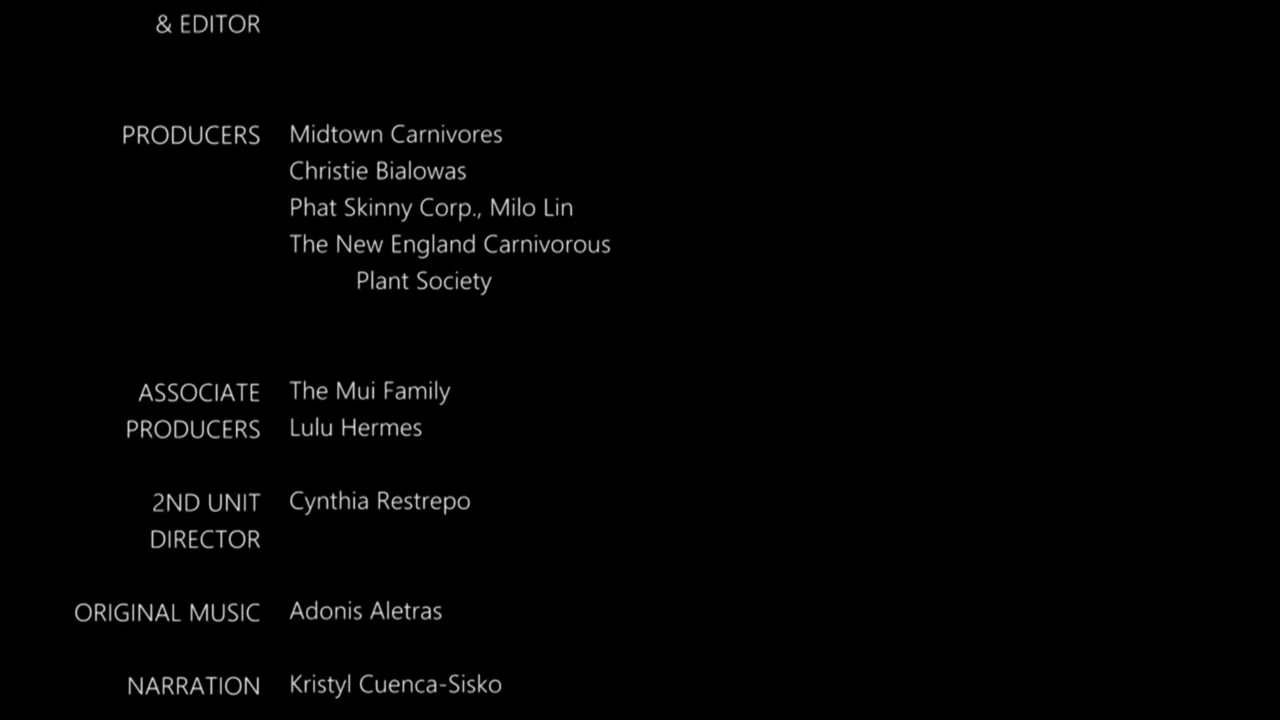 & EDITOR
PRODUCERS Midtown Carnivores
Christie Bialowas
Phat Skinny Corp., Milo Lin
The New England Carnivorous
Plant Society
ASSOCIATE The Mui Family
PRODUCERS Lulu Hermes
2ND UNIT Cynthia Restrepo
DIRECTOR
ORIGINAL MUSIC Adonis Aletras
NARRATION Kristyl Cuenca-Sisko